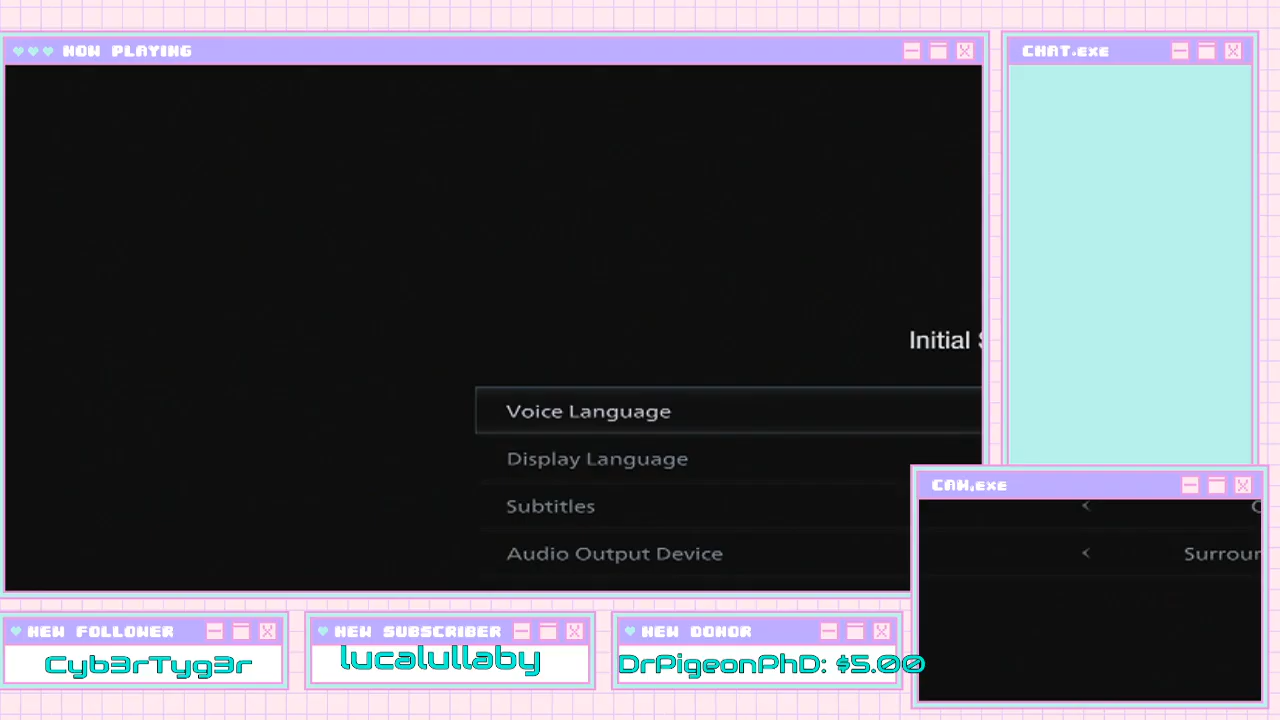 NOW PLAYING
CHAT.exe
Initial
Voice Language
Display Language
Subtitles
Audio Output Device
CAM.exe
Surroun
NEW FOLLOWER
Cyb3rTyg3r
NEW SUBSCRIBER
lucalullaby
NEW DONOR
DrPigeonPhD: $5.00